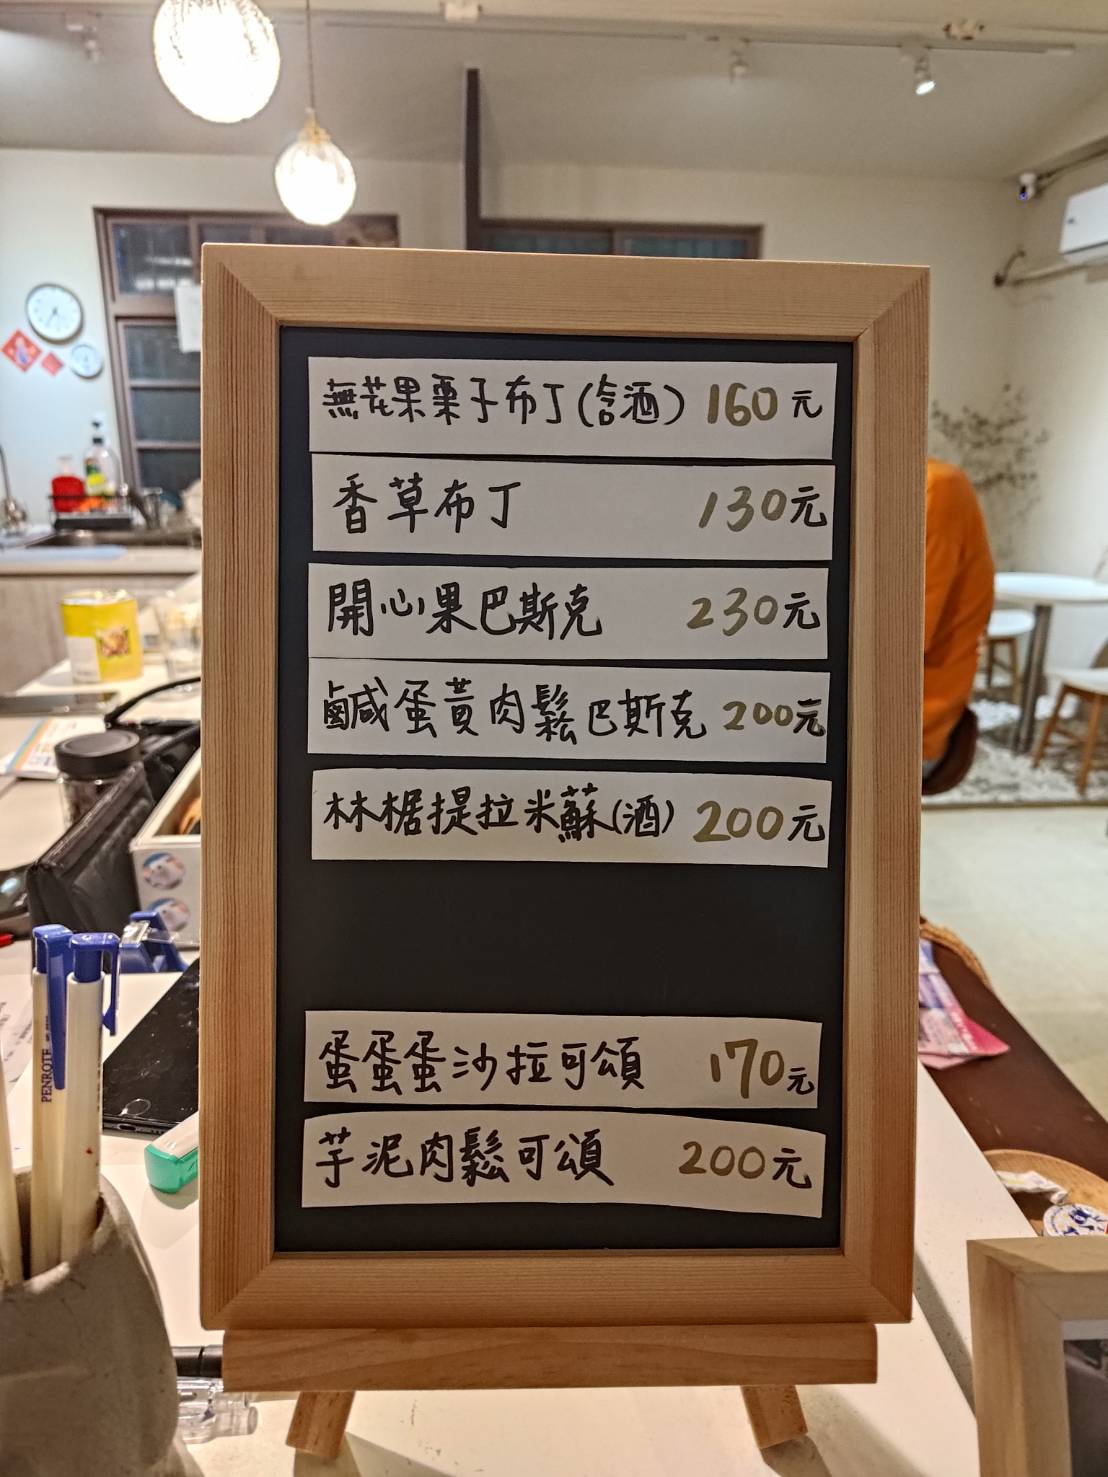 無花果栗子布丁(含酒) 160元
香草布丁 130元
開心果巴斯克 230元
鹹蛋黃肉鬆巴斯克 200元
林椐提拉米蘇(酒) 200元
蛋蛋蛋沙拉可頌 170元
芋泥肉鬆可頌 200元
PENROTE